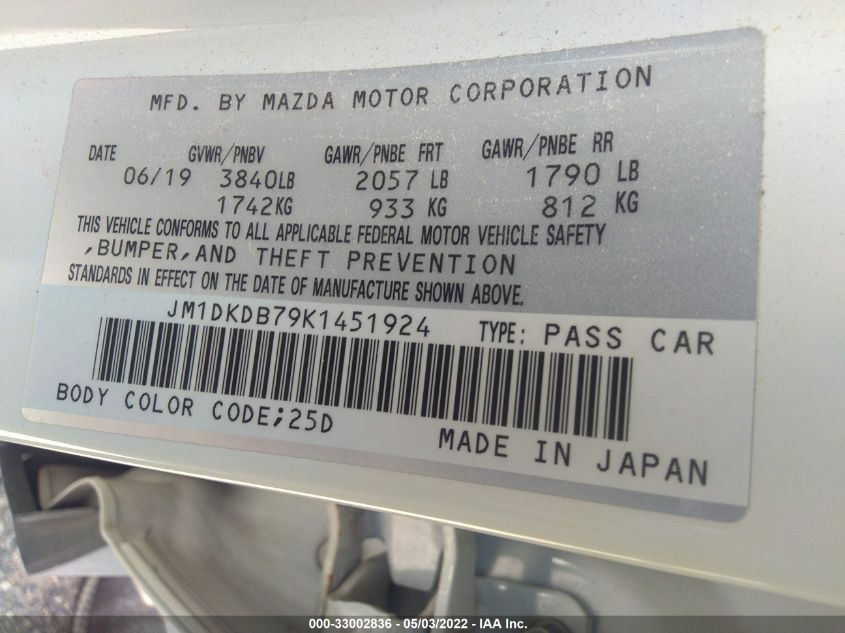 MFD. BY MAZDA MOTOR CORPORATION
DATE GVWR/PNBV GAWR/PNBE FRT GAWR/PNBE RR
06/19 3840LB 2057 LB 1790 LB
1742KG 933 KG 812 KG
THIS VEHICLE CONFORMS TO ALL APPLICABLE FEDERAL MOTOR VEHICLE SAFETY
,BUMPER,AND THEFT PREVENTION
STANDARDS IN EFFECT ON THE DATE OF MANUFACTURE SHOWN ABOVE.
JM1DKDB79K1451924 TYPE: PASS CAR
BODY COLOR CODE;25D
MADE IN JAPAN
000-33002836 - 05/03/2022 - IAA Inc.